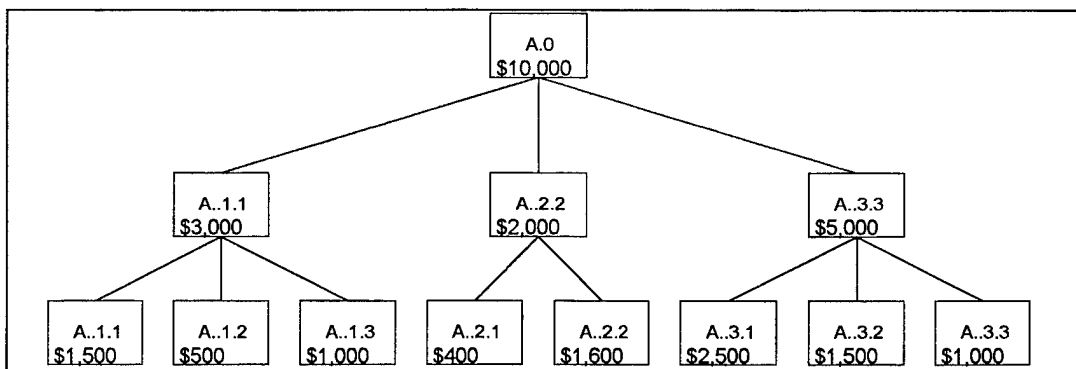 A.0
$10,000
A..1.1
$3,000
A..2.2
$2,000
A..3.3
$5,000
A..1.1
$1,500
A..1.2
$500
A..1.3
$1,000
A..2.1
$400
A..2.2
$1,600
A..3.1
$2,500
A..3.2
$1,500
A..3.3
$1,000